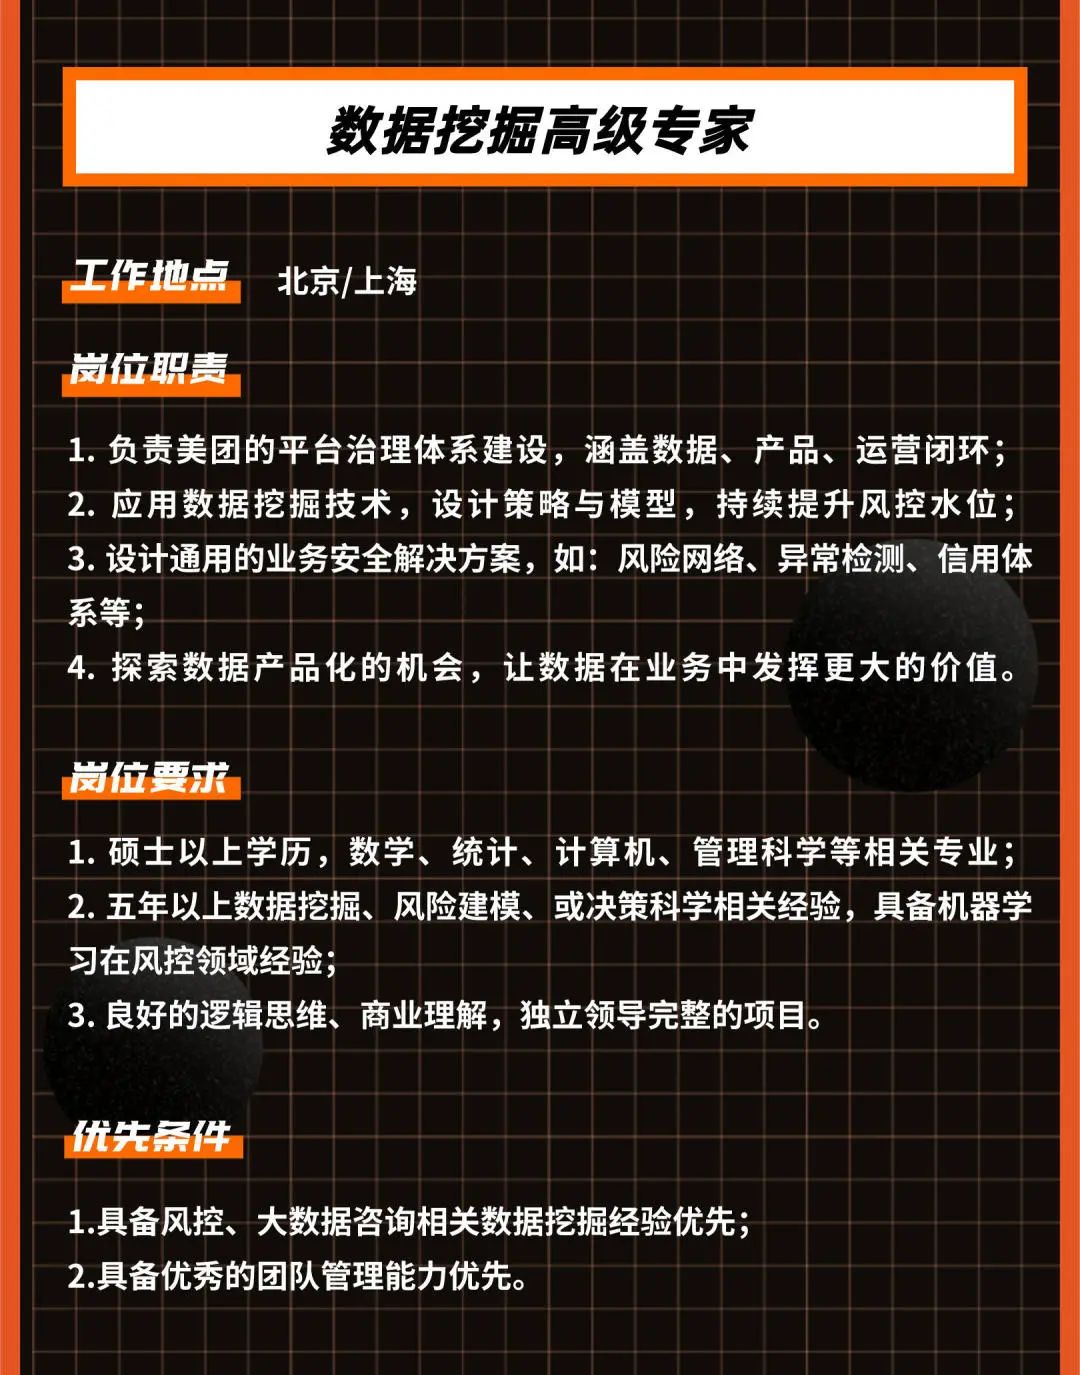 数据挖掘高级专家
工作地点 北京/上海
岗位职责
1. 负责美团的平台治理体系建设，涵盖数据、产品、运营闭环；
2. 应用数据挖掘技术，设计策略与模型，持续提升风控水位；
3. 设计通用的业务安全解决方案，如：风险网络、异常检测、信用体
系等；
4. 探索数据产品化的机会，让数据在业务中发挥更大的价值。
岗位要求
1. 硕士以上学历，数学、统计、计算机、管理科学等相关专业；
2. 五年以上数据挖掘、风险建模、或决策科学相关经验，具备机器学
习在风控领域经验；
3. 良好的逻辑思维、商业理解，独立领导完整的项目。
优先条件
1.具备风控、大数据咨询相关数据挖掘经验优先；
2.具备优秀的团队管理能力优先。